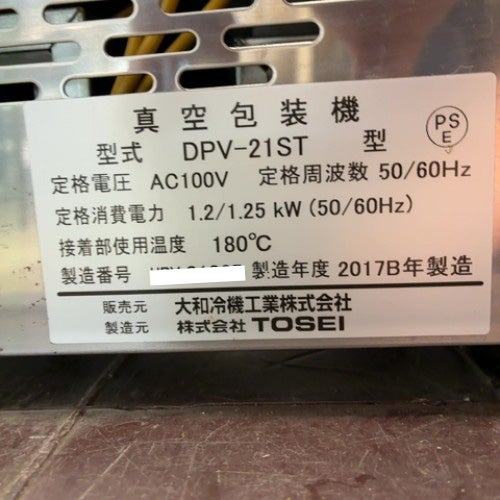 真空包装機
型式 DPV-21ST 型
PSE
定格電圧 AC100V 定格周波数 50/60Hz
定格消費電力 1.2/1.25 kW (50/60Hz)
接着部使用温度 180℃
製造番号 製造年度 2017B年製造
販売元 大和冷機工業株式会社
製造元 株式会社 TOSEI